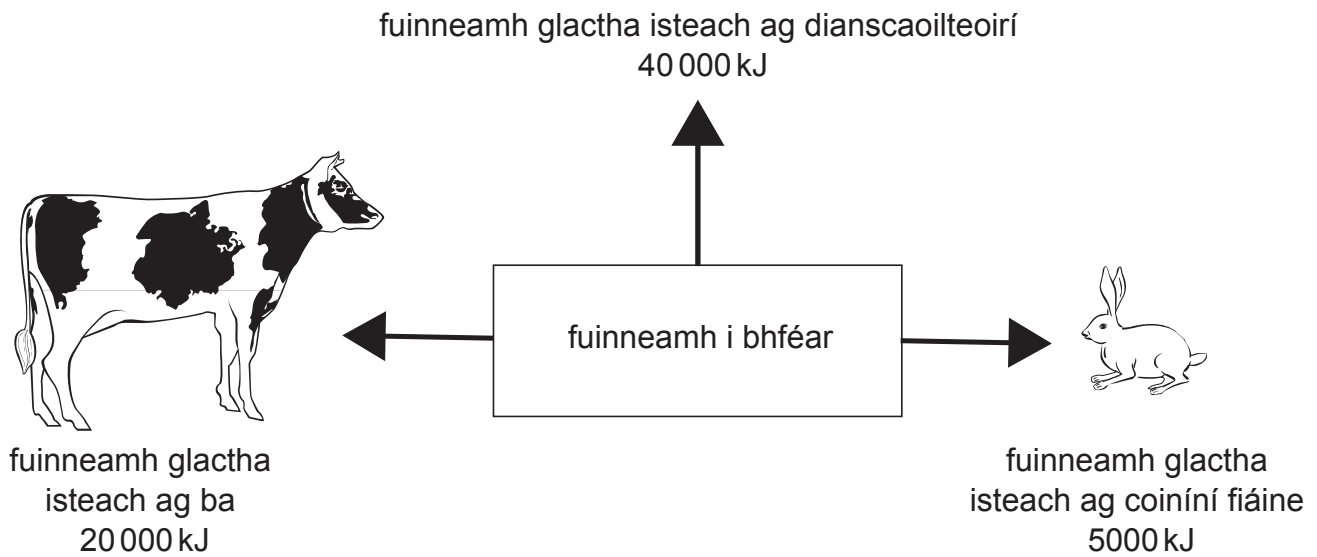 fuinneamh glactha isteach ag dianscaoilteoirí
40 000 kJ
fuinneamh i bhféar
fuinneamh glactha
isteach ag ba
20 000 kJ
fuinneamh glactha
isteach ag coiníní fiáine
5000 kJ